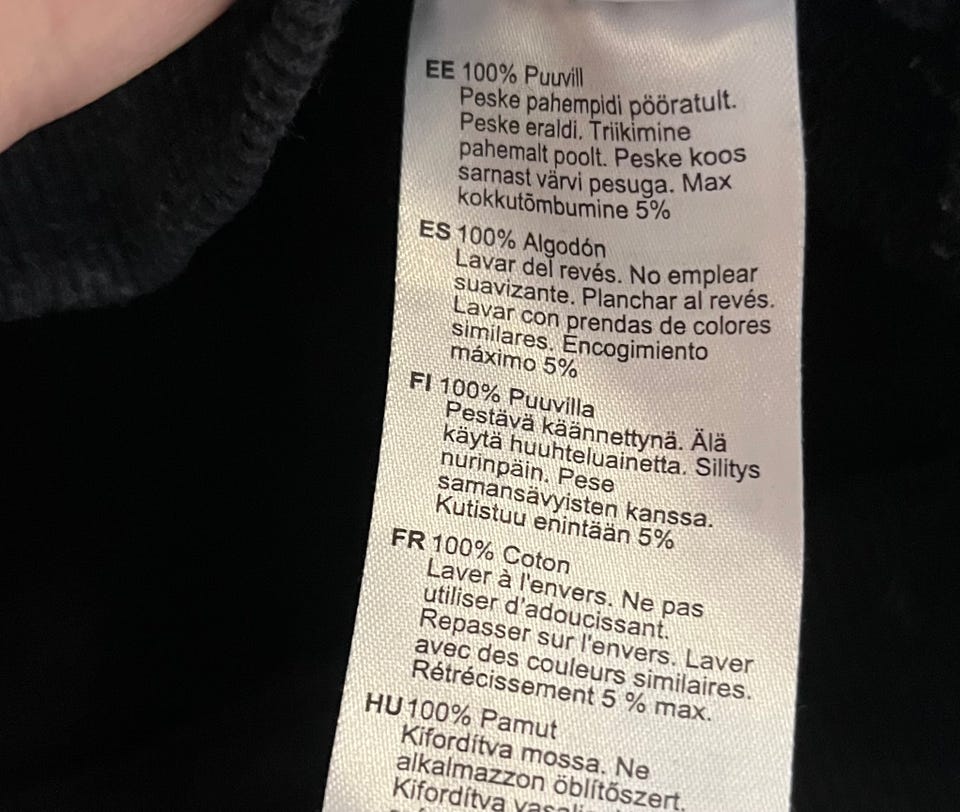 EE 100% Puuvill
Peske pahempidi pööratult.
Peske eraldi. Triikimine
pahemalt poolt. Peske koos
sarnast värvi pesuga. Max
kokkutõmbumine 5%
ES 100% Algodón
Lavar del revés. No emplear
suavizante. Planchar al revés.
Lavar con prendas de colores
similares. Encogimiento
máximo 5%
FI 100% Puuvilla
Pestävä käännettynä. Älä
käytä huuhteluainetta. Silitys
nurinpäin. Pese
samansävyisten kanssa.
Kutistuu enintään 5%
FR 100% Coton
Laver à l'envers. Ne pas
utiliser d'adoucissant.
Repasser sur l'envers. Laver
avec des couleurs similaires.
Rétrécissement 5 % max.
HU 100% Pamut
Kifordítva mossa. Ne
alkalmazzon öblítőszert.
Kifordítva